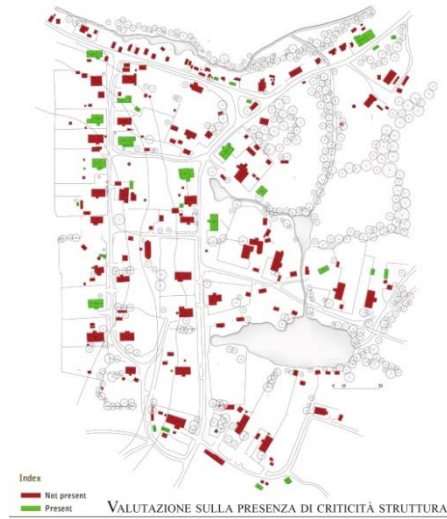 Index
Not present
Present
VALUTAZIONE SULLA PRESENZA DI CRITICITÀ STRUTTURA